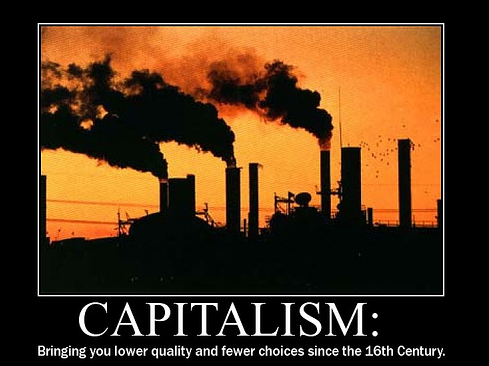 CAPITALISM:
Bringing you lower quality and fewer choices since the 16th Century.